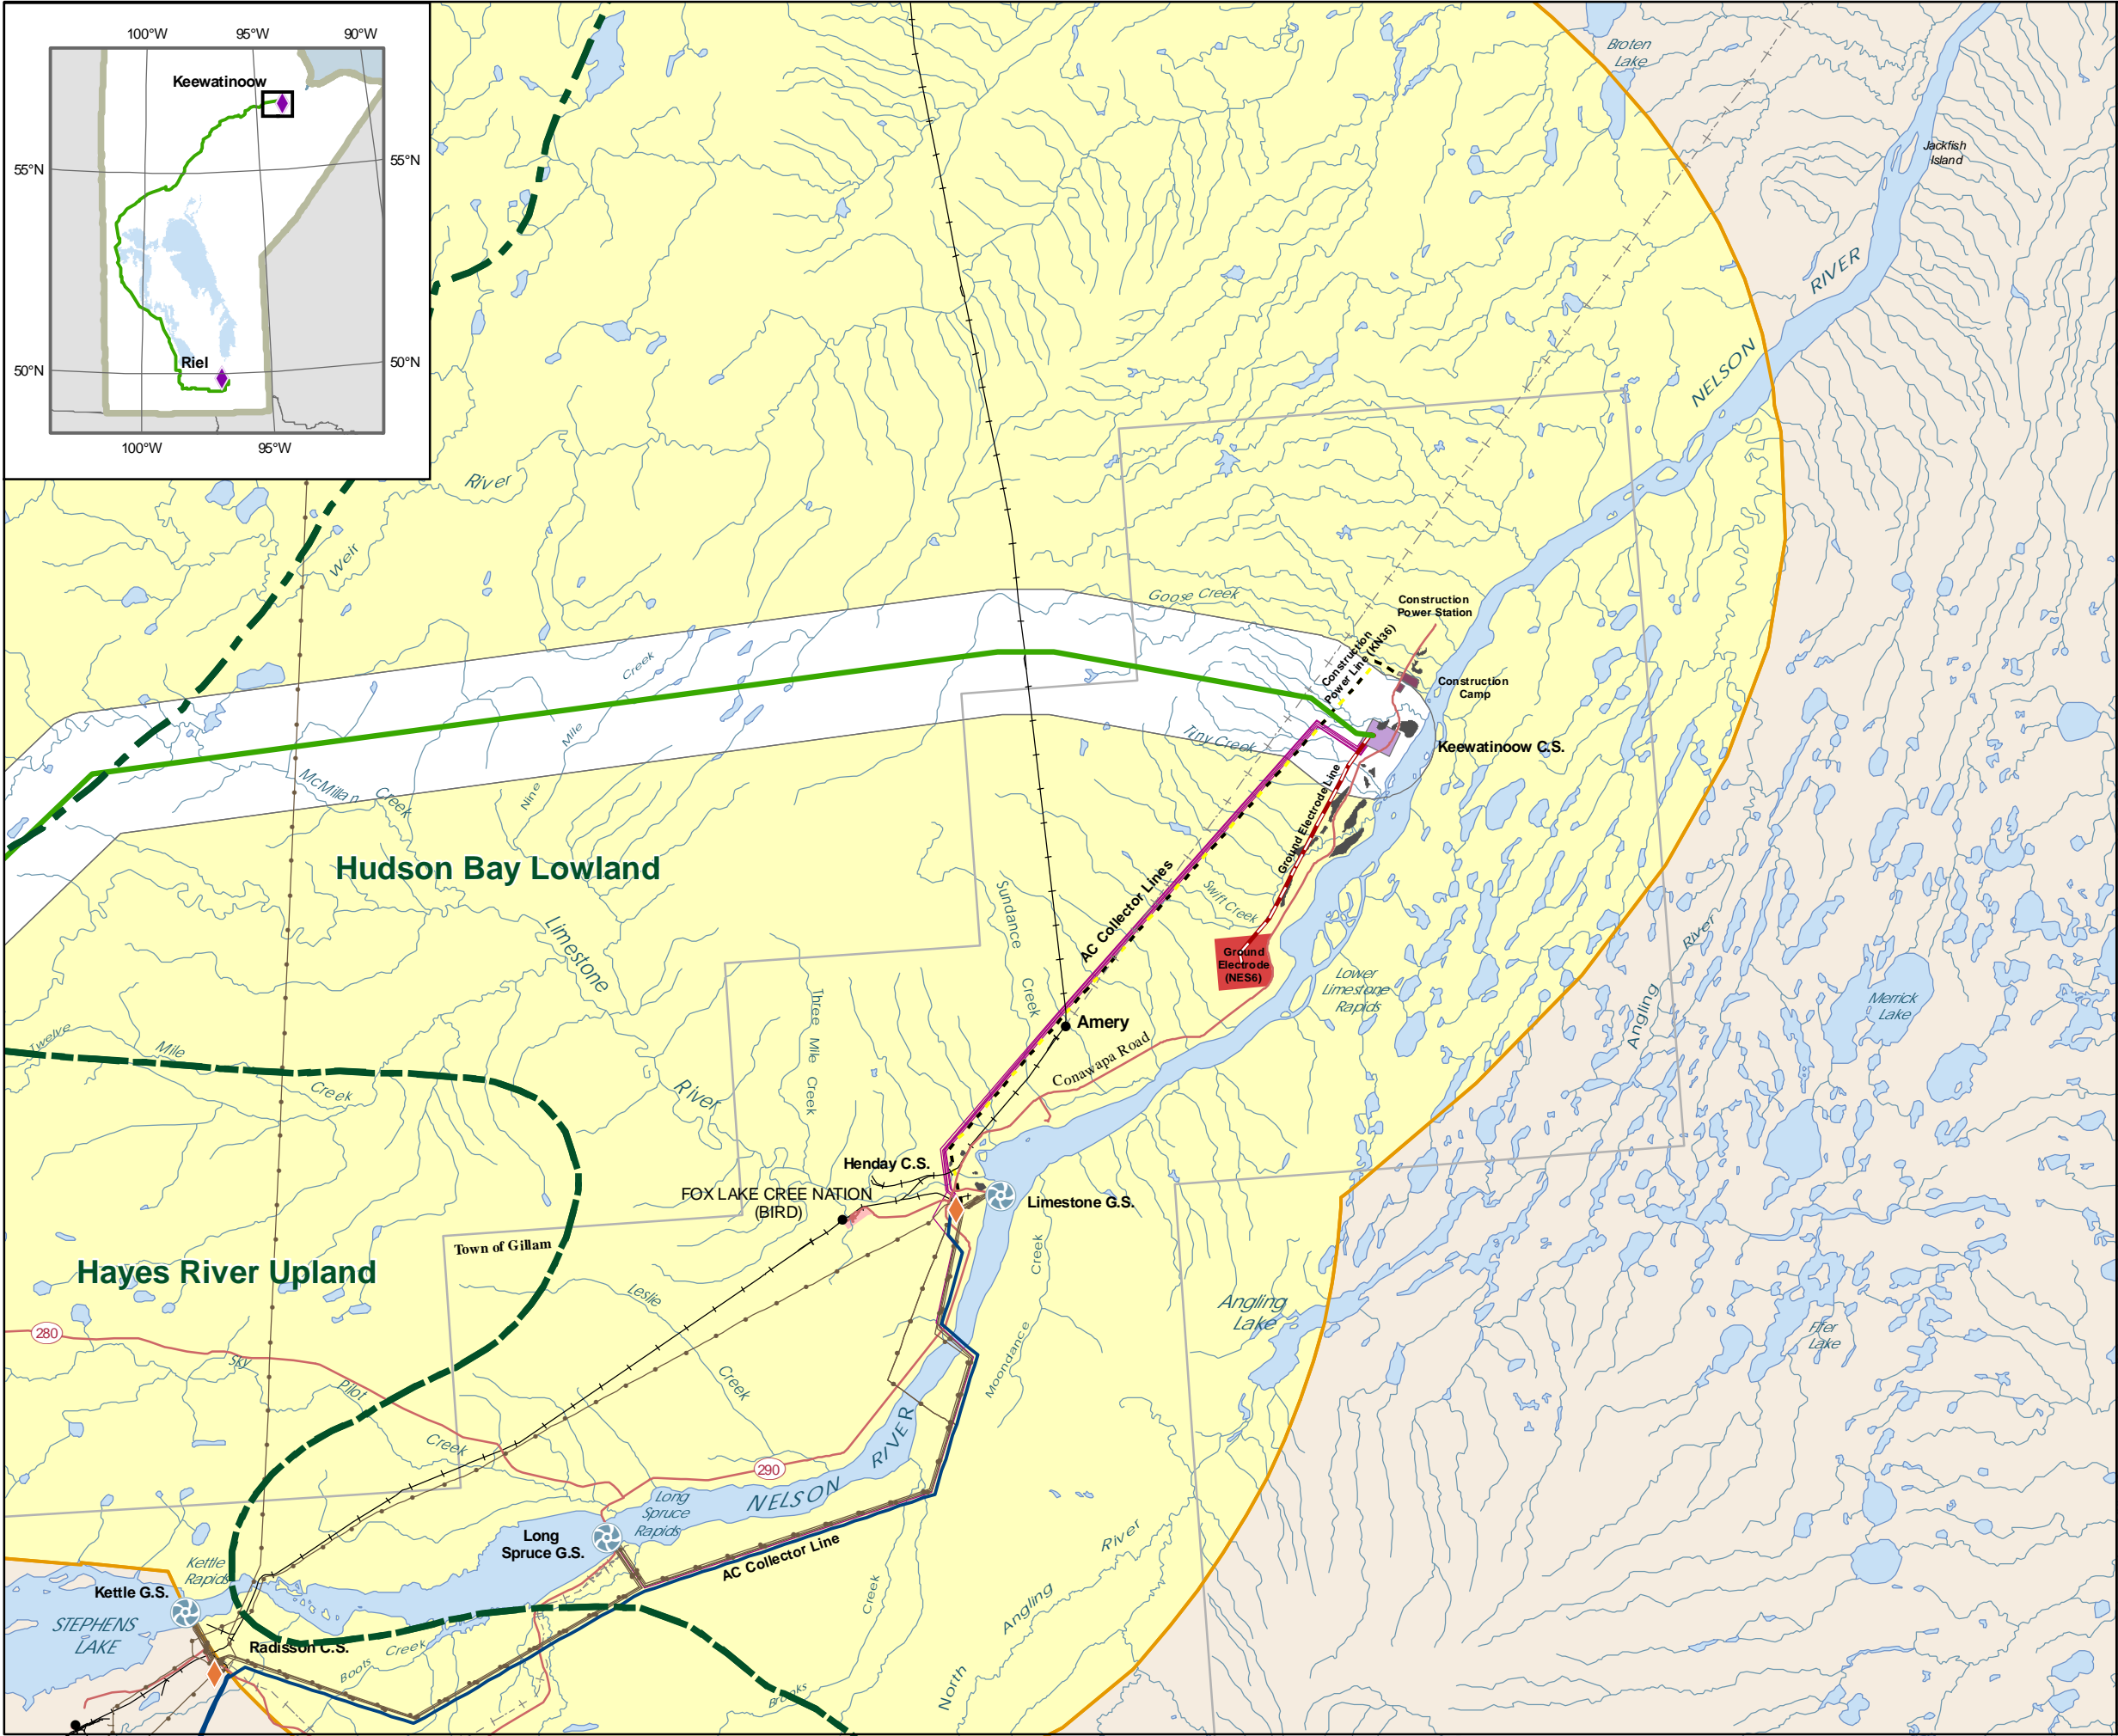 100°W
95°W
90°W
Keewatinoow
55°N
55°N
Riel
50°N
50°N
100°W
95°W
Broten
Lake
Jackfish
Island
RIVER
NELSON
River
Weir
Goose Creek
Construction
Power Station
Construction
Power Line (KN36)
Construction
Camp
Creek
Mile
Nine
Tiny Creek
Keewatinoow C.S.
McMillan
Creek
Ground Electrode Line
Hudson Bay Lowland
AC Collector Lines
Swift Creek
Sundance
Creek
Limestone
River
Ground
Electrode
(NES6)
Lower
Limestone
Rapids
River
Angling
Merrick
Lake
Amery
Conawapa Road
Twelve
Mile
Creek
Three Mile Creek
Henday C.S.
FOX LAKE CREE NATION
(BIRD)
Limestone G.S.
Town of Gillam
Hayes River Upland
Leslie
Creek
Creek
Moondance
Angling
Lake
Fifer
Lake
280
Sky
Pilot
Creek
290
RIVER
NELSON
Long
Spruce
Rapids
Long
Spruce G.S.
AC Collector Line
Kettle
Rapids
Kettle G.S.
STEPHENS
LAKE
Radisson C.S.
Boots
Creek
Creek
Brooks
River
Angling
North